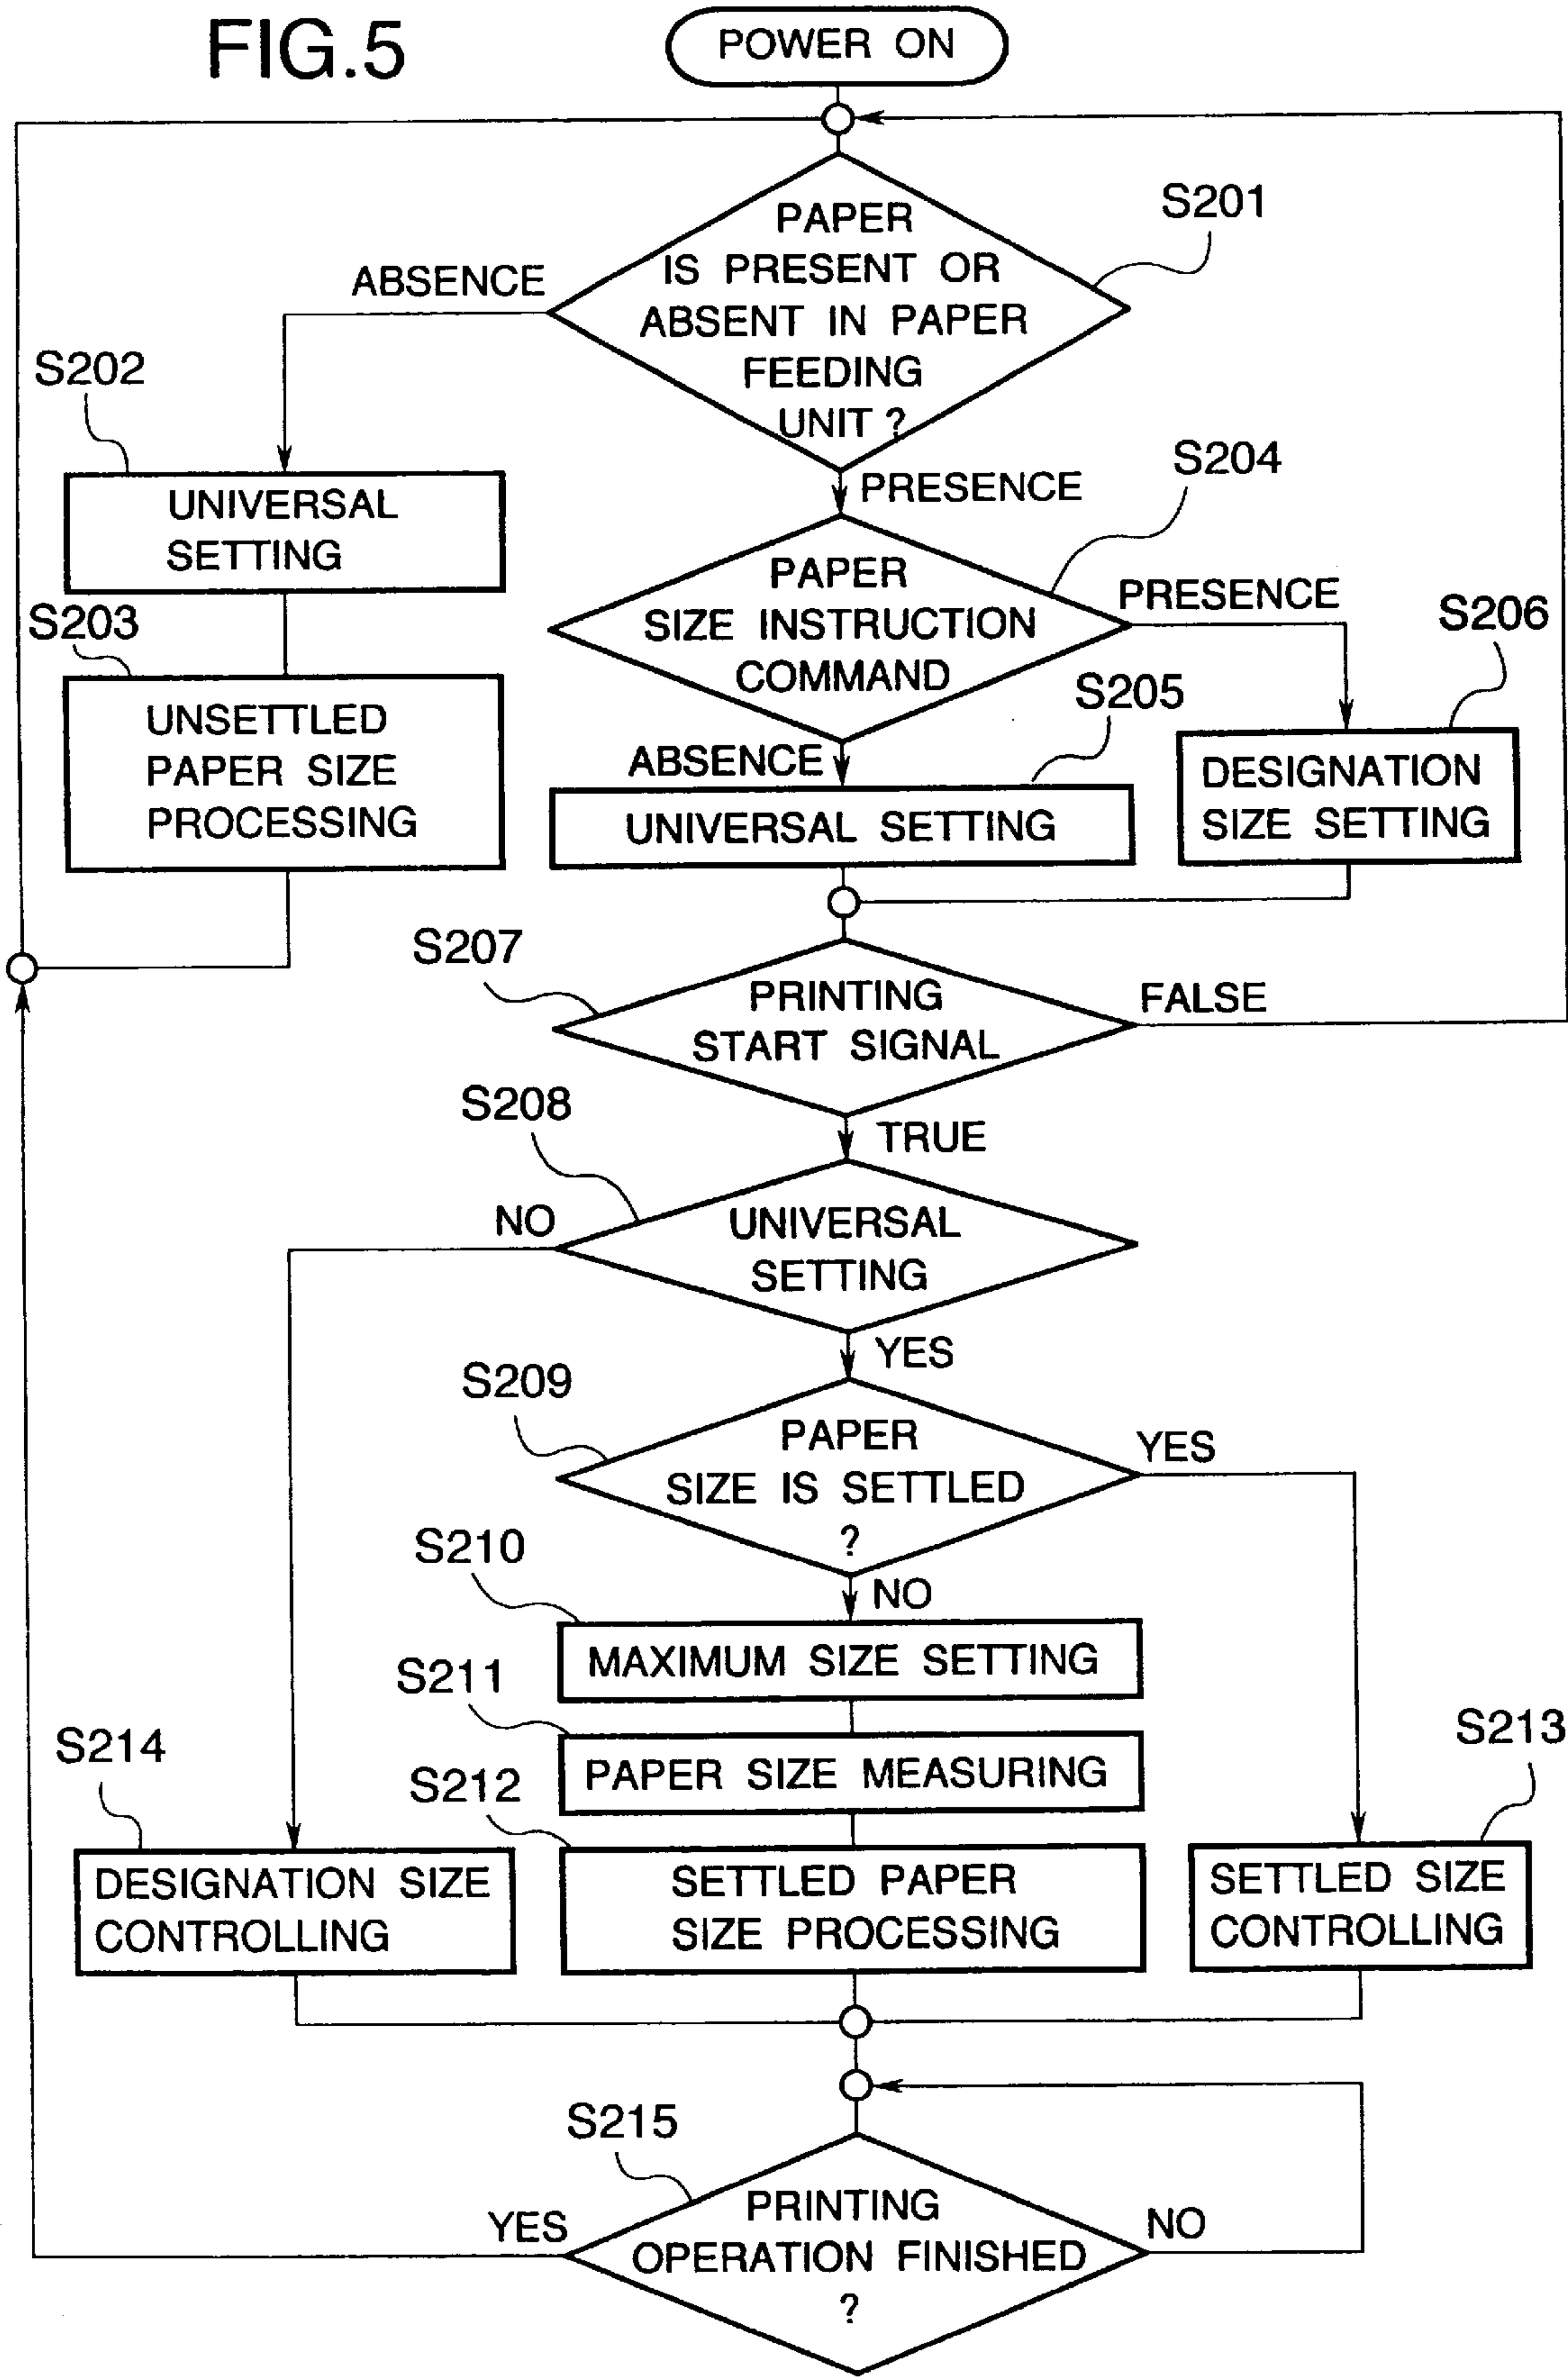 FIG.5
POWER ON
S201
PAPER
IS PRESENT OR
ABSENT IN PAPER
FEEDING
UNIT ?
ABSENCE
S202
UNIVERSAL
SETTING
PRESENCE
S204
PAPER
SIZE INSTRUCTION
COMMAND
PRESENCE
S206
S203
UNSETTLED
PAPER SIZE
PROCESSING
ABSENCE
S205
UNIVERSAL SETTING
DESIGNATION
SIZE SETTING
S207
PRINTING
START SIGNAL
FALSE
TRUE
S208
UNIVERSAL
SETTING
NO
YES
S209
PAPER
SIZE IS SETTLED
?
YES
NO
S210
MAXIMUM SIZE SETTING
S211
PAPER SIZE MEASURING
S212
SETTLED PAPER
SIZE PROCESSING
S214
DESIGNATION SIZE
CONTROLLING
S213
SETTLED SIZE
CONTROLLING
S215
PRINTING
OPERATION FINISHED
?
YES
NO